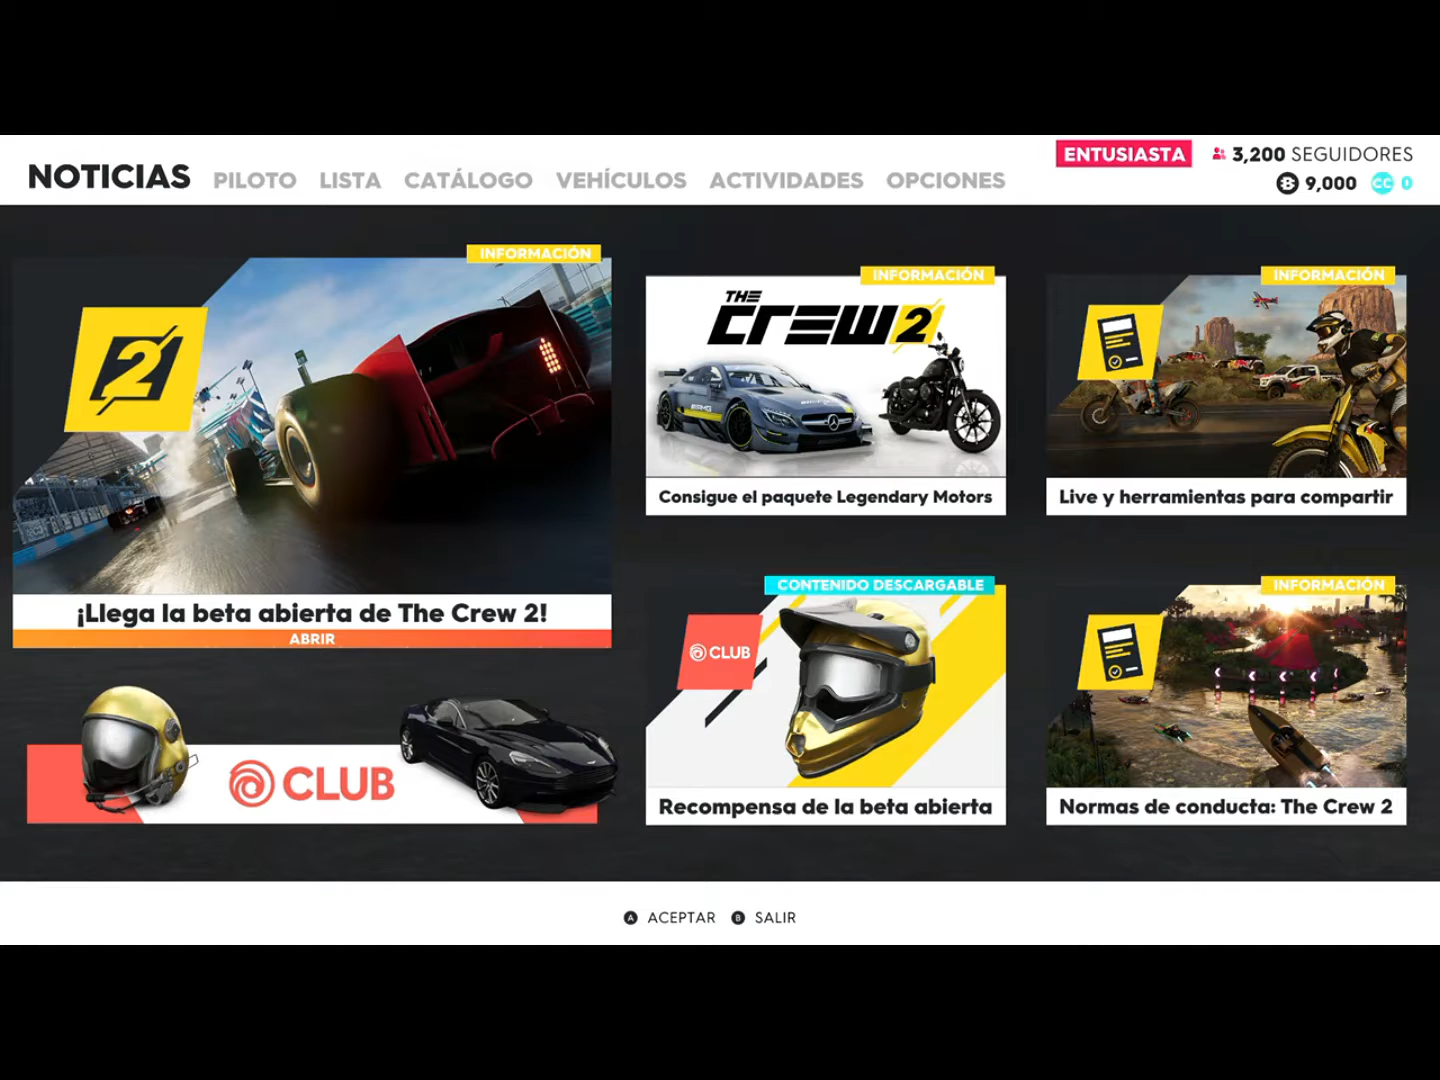 NOTICIAS PILOTO LISTA CATÁLOGO VEHÍCULOS ACTIVIDADES OPCIONES
ENTUSIASTA 3,200 SEGUIDORES
9,000 CC 0
INFORMACIÓN
2
¡Llega la beta abierta de The Crew 2!
ABRIR
CLUB
INFORMACIÓN
THE
CREW 2
AMG
Consigue el paquete Legendary Motors
INFORMACIÓN
Live y herramientas para compartir
CONTENIDO DESCARGABLE
CLUB
Recompensa de la beta abierta
INFORMACIÓN
Normas de conducta: The Crew 2
A ACEPTAR B SALIR